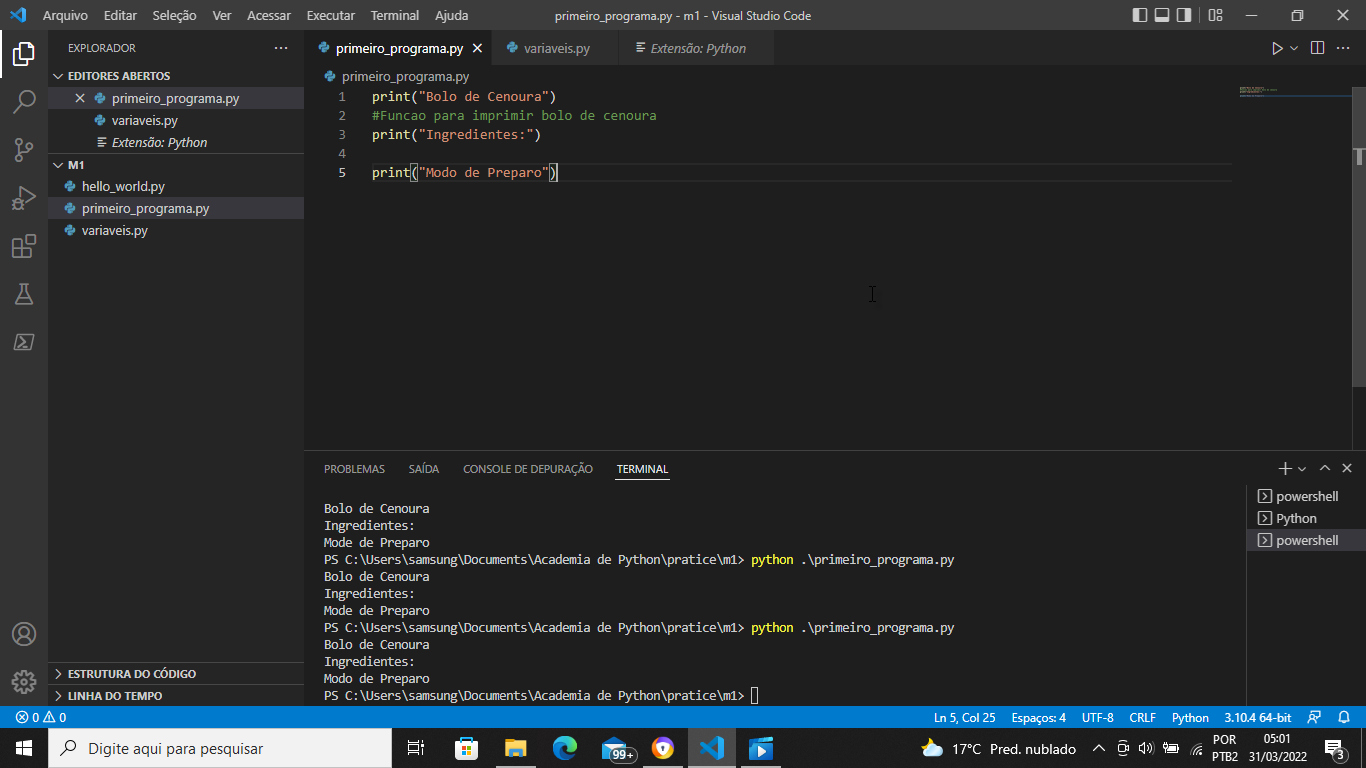 Arquivo Editar Seleção Ver Acessar Executar Terminal Ajuda primeiro_programa.py - m1 - Visual Studio Code
EXPLORADOR
EDITORES ABERTOS
primeiro_programa.py
variaveis.py
Extensão: Python
M1
hello_world.py
primeiro_programa.py
variaveis.py
ESTRUTURA DO CÓDIGO
LINHA DO TEMPO
primeiro_programa.py variaveis.py Extensão: Python
primeiro_programa.py
1 print("Bolo de Cenoura")
2 #Funcao para imprimir bolo de cenoura
3 print("Ingredientes:")
4
5 print("Modo de Preparo")
PROBLEMAS SAÍDA CONSOLE DE DEPURAÇÃO TERMINAL
Bolo de Cenoura
Ingredientes:
Mode de Preparo
PS C:\Users\samsung\Documents\Academia de Python\pratice\m1> python .\primeiro_programa.py
Bolo de Cenoura
Ingredientes:
Mode de Preparo
PS C:\Users\samsung\Documents\Academia de Python\pratice\m1> python .\primeiro_programa.py
Bolo de Cenoura
Ingredientes:
Modo de Preparo
PS C:\Users\samsung\Documents\Academia de Python\pratice\m1>
powershell
Python
powershell
0 0 Ln 5, Col 25 Espaços: 4 UTF-8 CRLF Python 3.10.4 64-bit
Digite aqui para pesquisar
99+
17°C Pred. nublado
POR
PTB2
05:01
31/03/2022
3